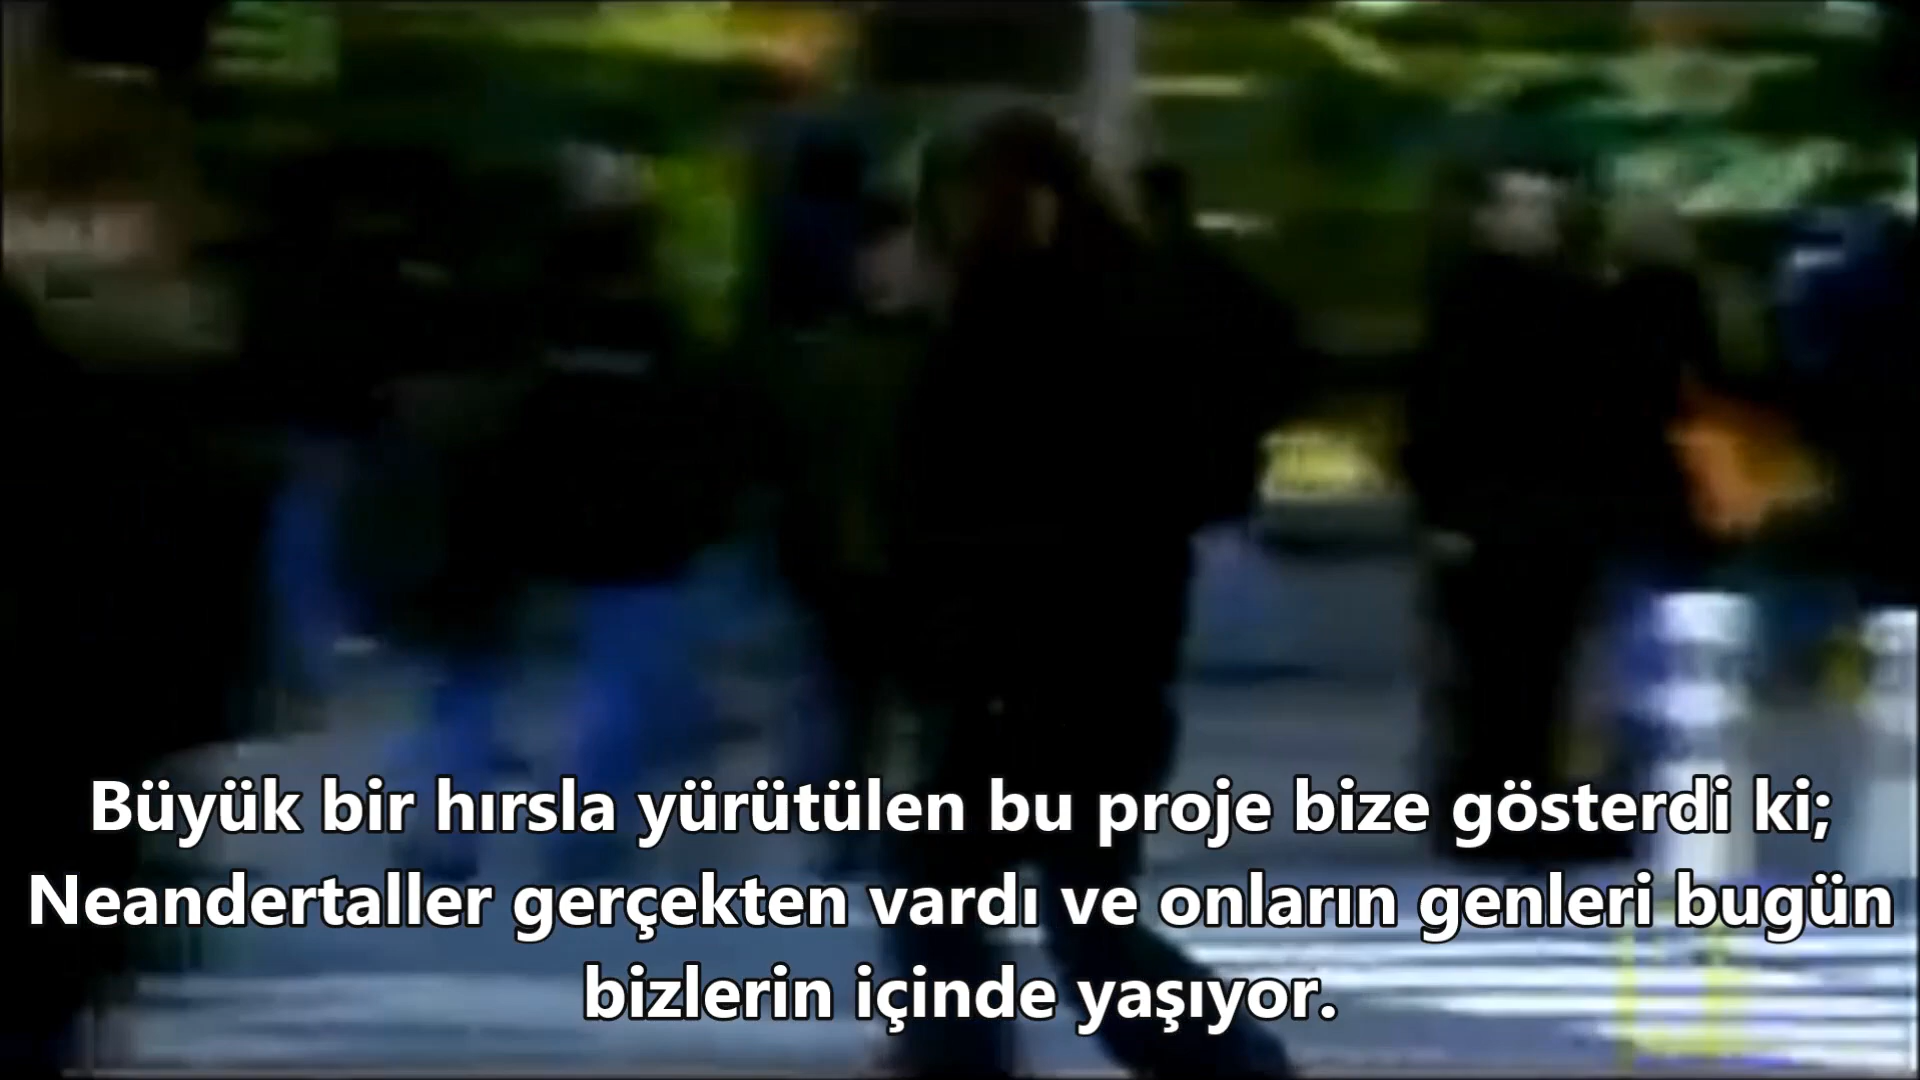 Büyük bir hırsla yürütülen bu proje bize gösterdi ki;
Neandertaller gerçekten vardı ve onların genleri bugün
bizlerin içinde yaşıyor.